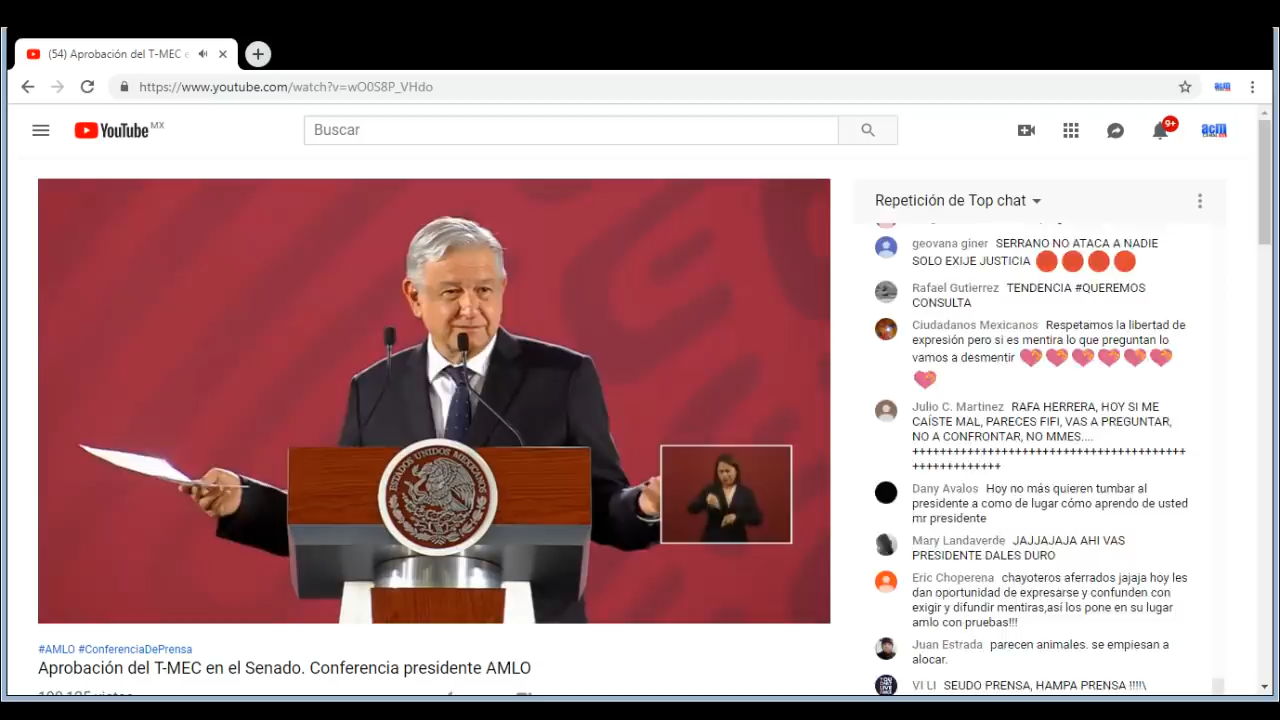 (54) Aprobación del T-MEC e
https://www.youtube.com/watch?v=wO0S8P_VHdo
YouTube MX
Buscar
9+
acm
Repetición de Top chat
geovana giner SERRANO NO ATACA A NADIE
SOLO EXIJE JUSTICIA
Rafael Gutierrez TENDENCIA #QUEREMOS
CONSULTA
Ciudadanos Mexicanos Respetamos la libertad de
expresión pero si es mentira lo que preguntan lo
vamos a desmentir
Julio C. Martinez RAFA HERRERA, HOY SI ME
CAÍSTE MAL, PARECES FIFI, VAS A PREGUNTAR,
NO A CONFRONTAR, NO MMES....
++++++++++++++++++++++++++++++++++++++
+++++++++++++
Dany Avalos Hoy no más quieren tumbar al
presidente a como de lugar cómo aprendo de usted
mr presidente
Mary Landaverde JAJJAJAJA AHI VAS
PRESIDENTE DALES DURO
Eric Choperena chayoteros aferrados jajaja hoy les
dan oportunidad de expresarse y confunden con
exigir y difundir mentiras,así los pone en su lugar
amlo con pruebas!!!
Juan Estrada parecen animales. se empiesan a
alocar.
VI LI SEUDO PRENSA, HAMPA PRENSA !!!!\
ESTADOS UNIDOS MEXICANOS
#AMLO #ConferenciaDePrensa
Aprobación del T-MEC en el Senado. Conferencia presidente AMLO